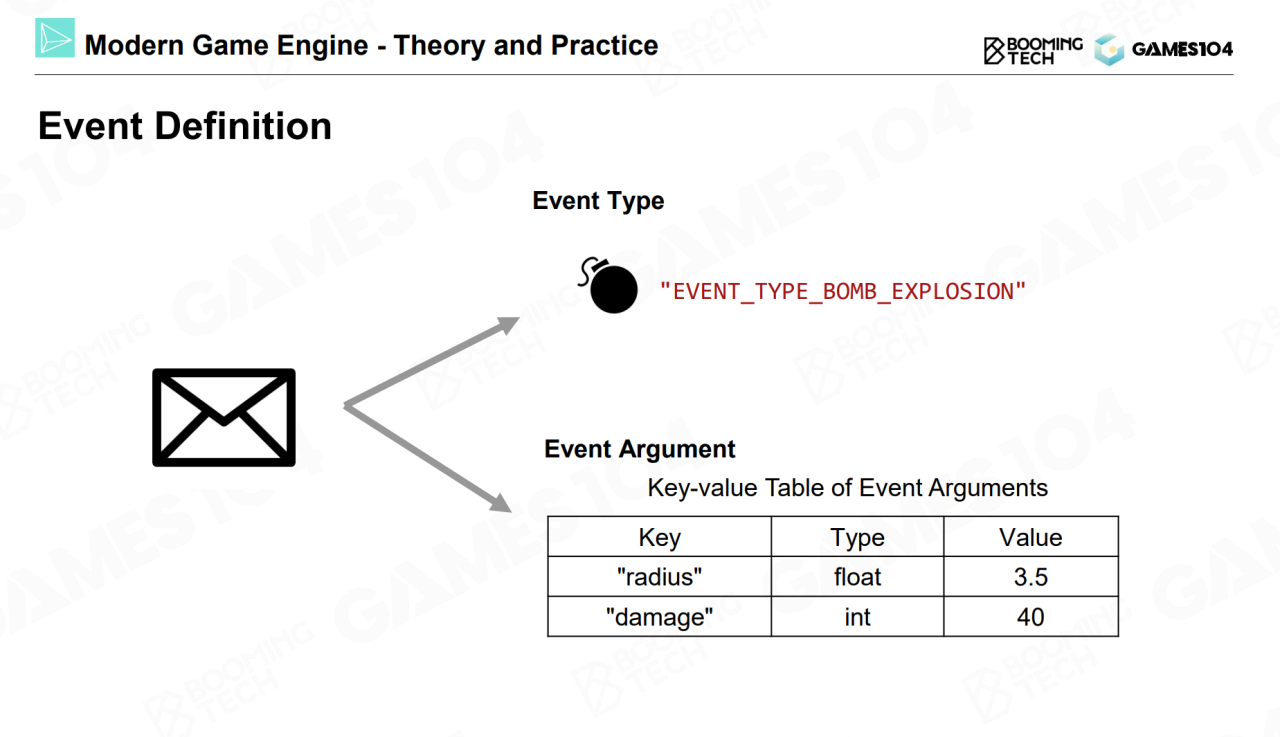 Modern Game Engine - Theory and Practice
BOOMING
TECH
GAMES104
Event Definition
Event Type
"EVENT_TYPE_BOMB_EXPLOSION"
Event Argument
Key-value Table of Event Arguments
Key Type Value
"radius" float 3.5
"damage" int 40